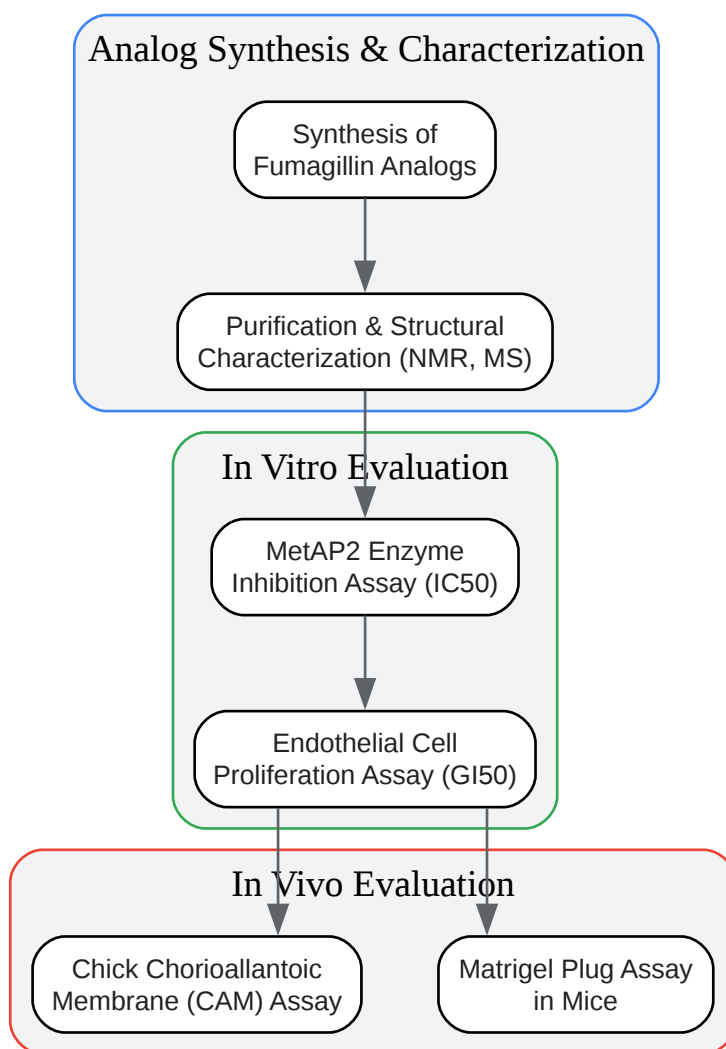 Analog Synthesis & Characterization
Synthesis of
Fumagillin Analogs
Purification & Structural
Characterization (NMR, MS)
In Vitro Evaluation
MetAP2 Enzyme
Inhibition Assay (IC50)
Endothelial Cell
Proliferation Assay (GI50)
In Vivo Evaluation
Chick Chorioallantoic
Membrane (CAM) Assay
Matrigel Plug Assay
in Mice